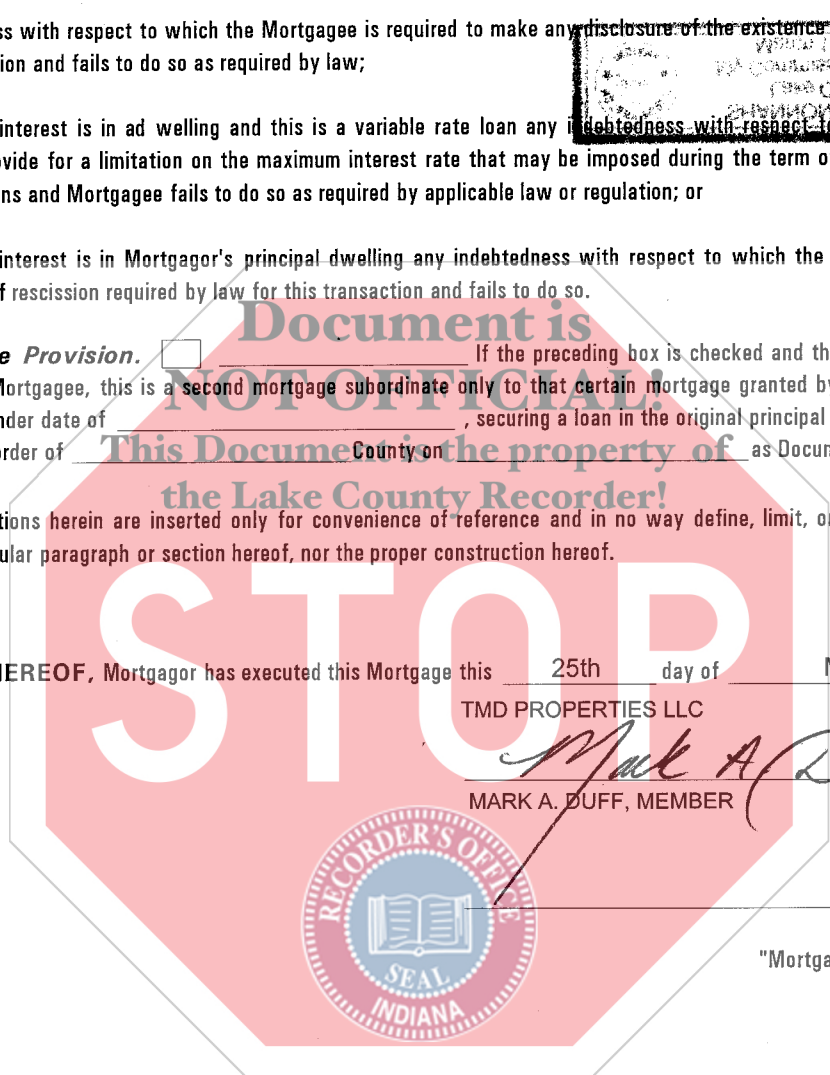 ss with respect to which the Mortgagee is required to make any disclosure of the existence
ion and fails to do so as required by law;
interest is in ad welling and this is a variable rate loan any indebtedness with respect t
ovide for a limitation on the maximum interest rate that may be imposed during the term o
ns and Mortgagee fails to do so as required by applicable law or regulation; or
interest is in Mortgagor's principal dwelling any indebtedness with respect to which the
f rescission required by law for this transaction and fails to do so.
Document is
e Provision. If the preceding box is checked and th
NOT OFFICIAL!
Mortgagee, this is a second mortgage subordinate only to that certain mortgage granted by
nder date of , securing a loan in the original principal
This Document is the property of
order of County on as Docum
the Lake County Recorder!
tions herein are inserted only for convenience of reference and in no way define, limit, or
ular paragraph or section hereof, nor the proper construction hereof.
STOP
HEREOF, Mortgagor has executed this Mortgage this 25th day of
TMD PROPERTIES LLC
Mark A D
MARK A. DUFF, MEMBER
RECORDER'S OFFICE
SEAL
INDIANA
"Mortga